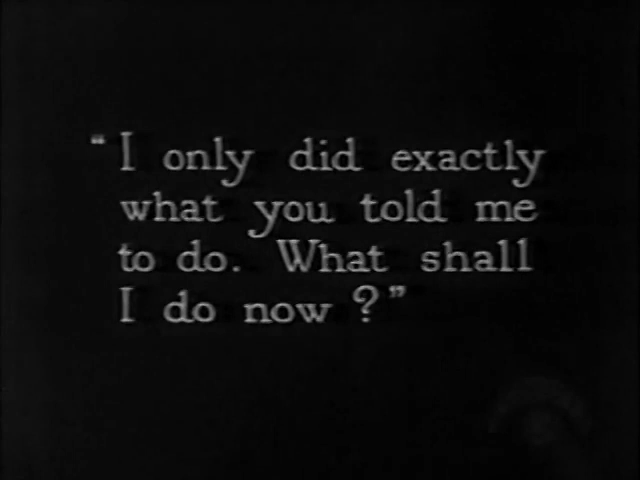 “I only did exactly
what you told me
to do. What shall
I do now?”